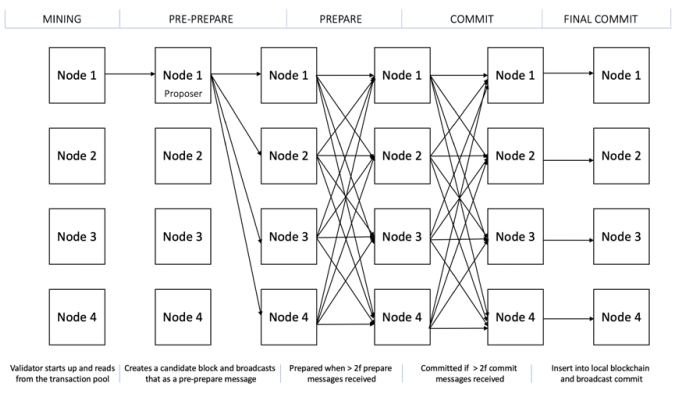 MINING PRE-PREPARE PREPARE COMMIT FINAL COMMIT
Node 1 Node 1 Node 1 Node 1 Node 1 Node 1
Proposer
Node 2 Node 2 Node 2 Node 2 Node 2 Node 2
Node 3 Node 3 Node 3 Node 3 Node 3 Node 3
Node 4 Node 4 Node 4 Node 4 Node 4 Node 4
Validator starts up and reads
from the transaction pool
Creates a candidate block and broadcasts
that as a pre-prepare message
Prepared when > 2f prepare
messages received
Committed if > 2f commit
messages received
Insert into local blockchain
and broadcast commit